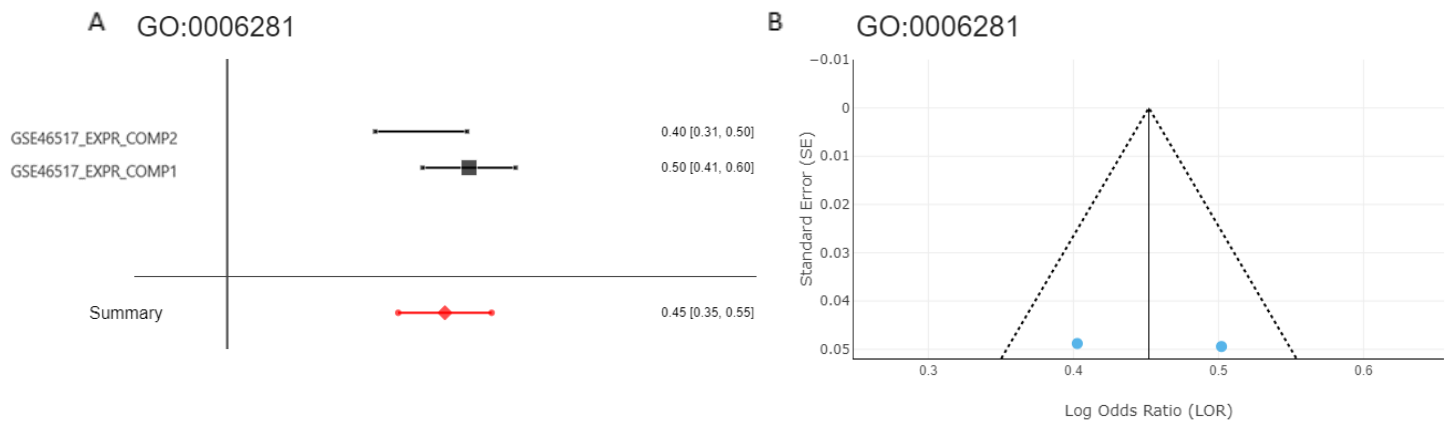 A GO:0006281
GSE46517_EXPR_COMP2 0.40 [0.31, 0.50]
GSE46517_EXPR_COMP1 0.50 [0.41, 0.60]
Summary 0.45 [0.35, 0.55]
B GO:0006281
Standard Error (SE)
−0.01
0
0.01
0.02
0.03
0.04
0.05
0.3 0.4 0.5 0.6
Log Odds Ratio (LOR)